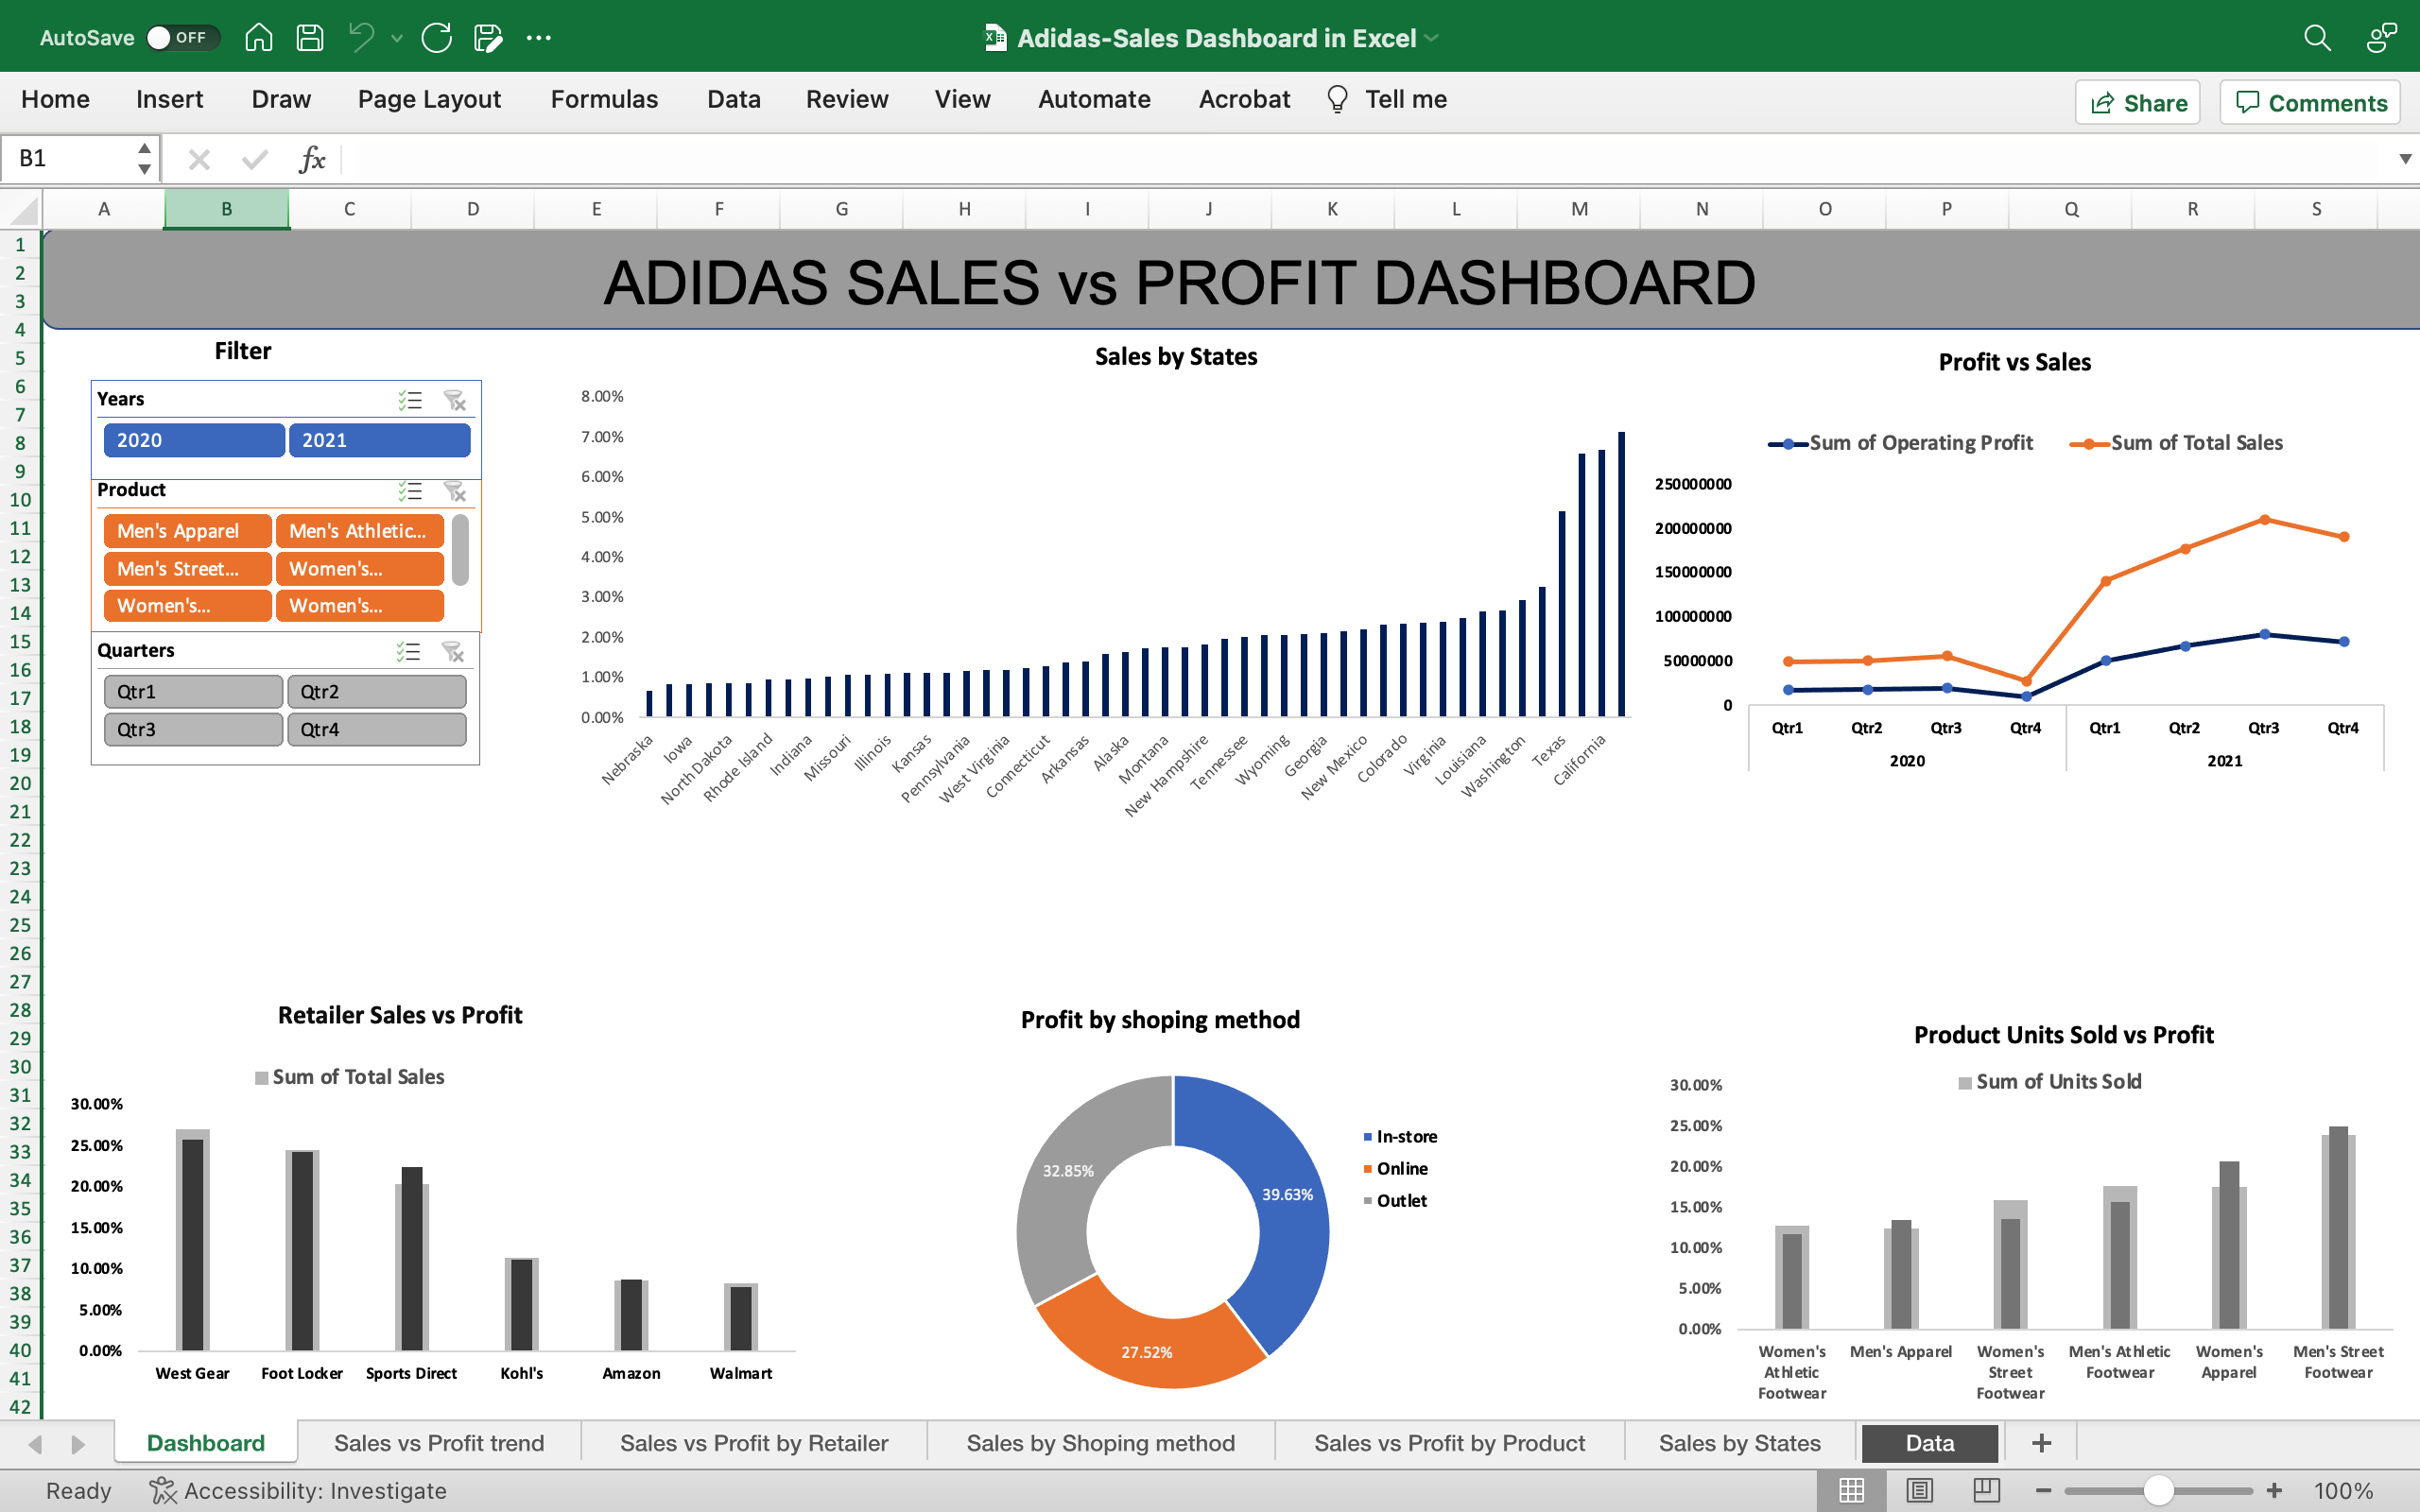 AutoSave OFF
Adidas-Sales Dashboard in Excel
Home Insert Draw Page Layout Formulas Data Review View Automate Acrobat Tell me
Share Comments
B1 fx
A B C D E F G H I J K L M N O P Q R S
1
2
3
4
5
6
7
8
9
10
11
12
13
14
15
16
17
18
19
20
21
22
23
24
25
26
27
28
29
30
31
32
33
34
35
36
37
38
39
40
41
42
ADIDAS SALES vs PROFIT DASHBOARD
Filter
Years
2020 2021
Product
Men's Apparel Men's Athletic...
Men's Street... Women's...
Women's... Women's...
Quarters
Qtr1 Qtr2
Qtr3 Qtr4
Sales by States
8.00%
7.00%
6.00%
5.00%
4.00%
3.00%
2.00%
1.00%
0.00%
Nebraska
Iowa
North Dakota
Rhode Island
Indiana
Missouri
Illinois
Kansas
Pennsylvania
West Virginia
Connecticut
Arkansas
Alaska
Montana
New Hampshire
Tennessee
Wyoming
Georgia
New Mexico
Colorado
Virginia
Louisiana
Washington
Texas
California
Profit vs Sales
Sum of Operating Profit Sum of Total Sales
250000000
200000000
150000000
100000000
50000000
0
Qtr1 Qtr2 Qtr3 Qtr4 Qtr1 Qtr2 Qtr3 Qtr4
2020 2021
Retailer Sales vs Profit
Sum of Total Sales
30.00%
25.00%
20.00%
15.00%
10.00%
5.00%
0.00%
West Gear Foot Locker Sports Direct Kohl's Amazon Walmart
Profit by shoping method
32.85%
39.63%
27.52%
In-store
Online
Outlet
Product Units Sold vs Profit
Sum of Units Sold
30.00%
25.00%
20.00%
15.00%
10.00%
5.00%
0.00%
Women's Men's Apparel Women's Men's Athletic Women's Men's Street
Athletic Street Footwear Apparel Footwear
Footwear Footwear
Dashboard Sales vs Profit trend Sales vs Profit by Retailer Sales by Shoping method Sales vs Profit by Product Sales by States Data
Ready Accessibility: Investigate 100%